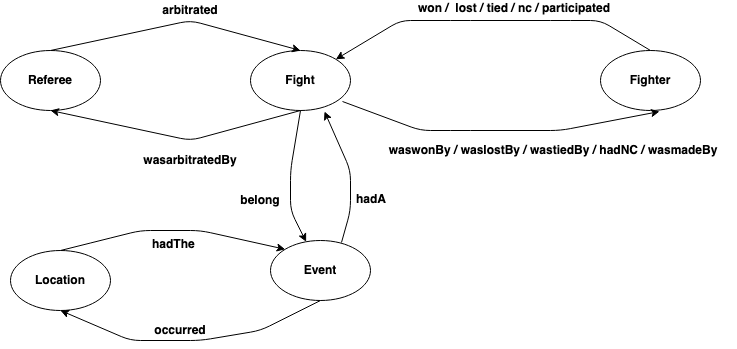 arbitrated
won /  lost / tied / nc / participated
Referee
Fight
Fighter
wasarbitratedBy
waswonBy / waslostBy / wastiedBy / hadNC / wasmadeBy
belong
hadA
hadThe
Location
Event
occurred